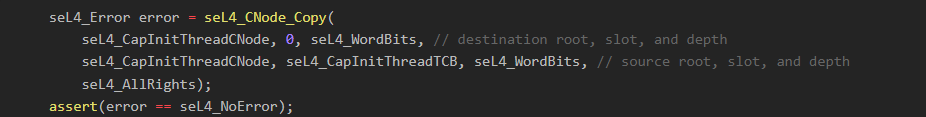 seL4_Error error = seL4_CNode_Copy(
seL4_CapInitThreadCNode, 0, seL4_WordBits, // destination root, slot, and depth
seL4_CapInitThreadCNode, seL4_CapInitThreadTCB, seL4_WordBits, // source root, slot, and depth
seL4_AllRights);
assert(error == seL4_NoError);